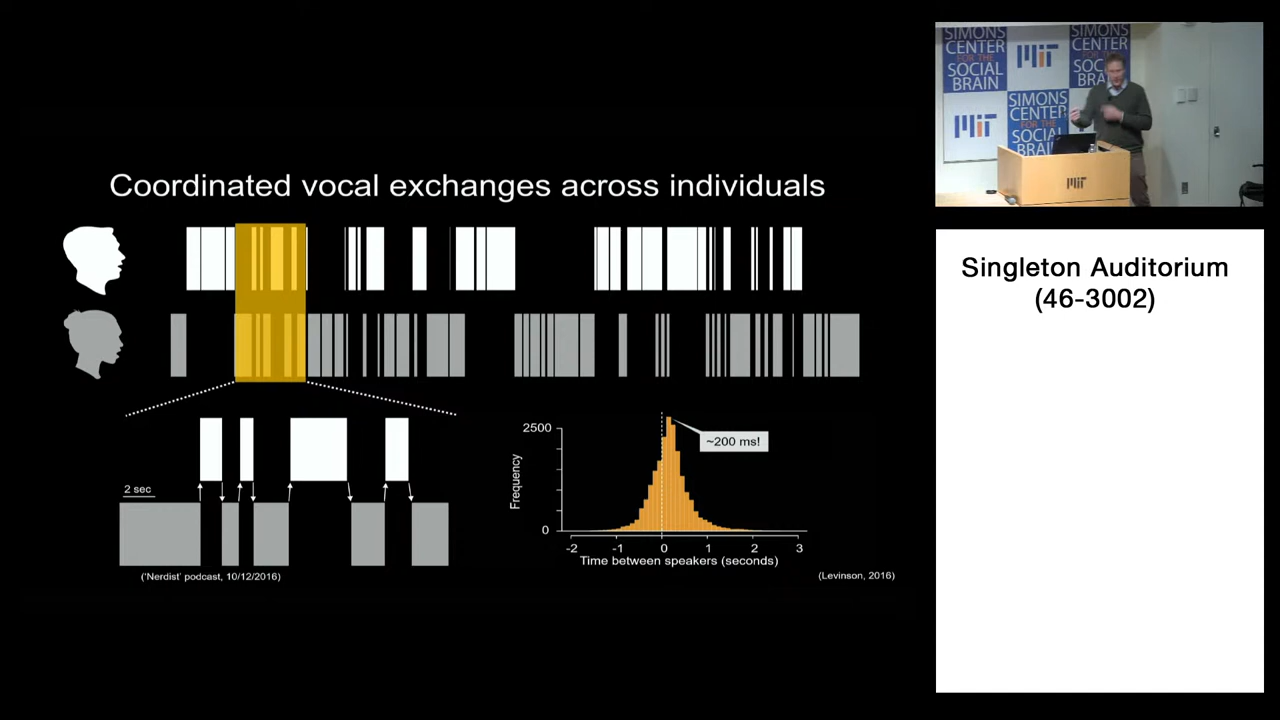 Coordinated vocal exchanges across individuals
2 sec
('Nerdist' podcast, 10/12/2016)
2500
~200 ms!
Frequency
0
-2 -1 0 1 2 3
Time between speakers (seconds)
(Levinson, 2016)
SIMONS
CENTER
FOR THE
SOCIAL
BRAIN
MIT
SIMONS
CENTER
FOR THE
SOCIAL
BRA
MIT
SIMONS
CENTER
FOR THE
SOCIAL
BRAIN
MIT
Singleton Auditorium
(46-3002)